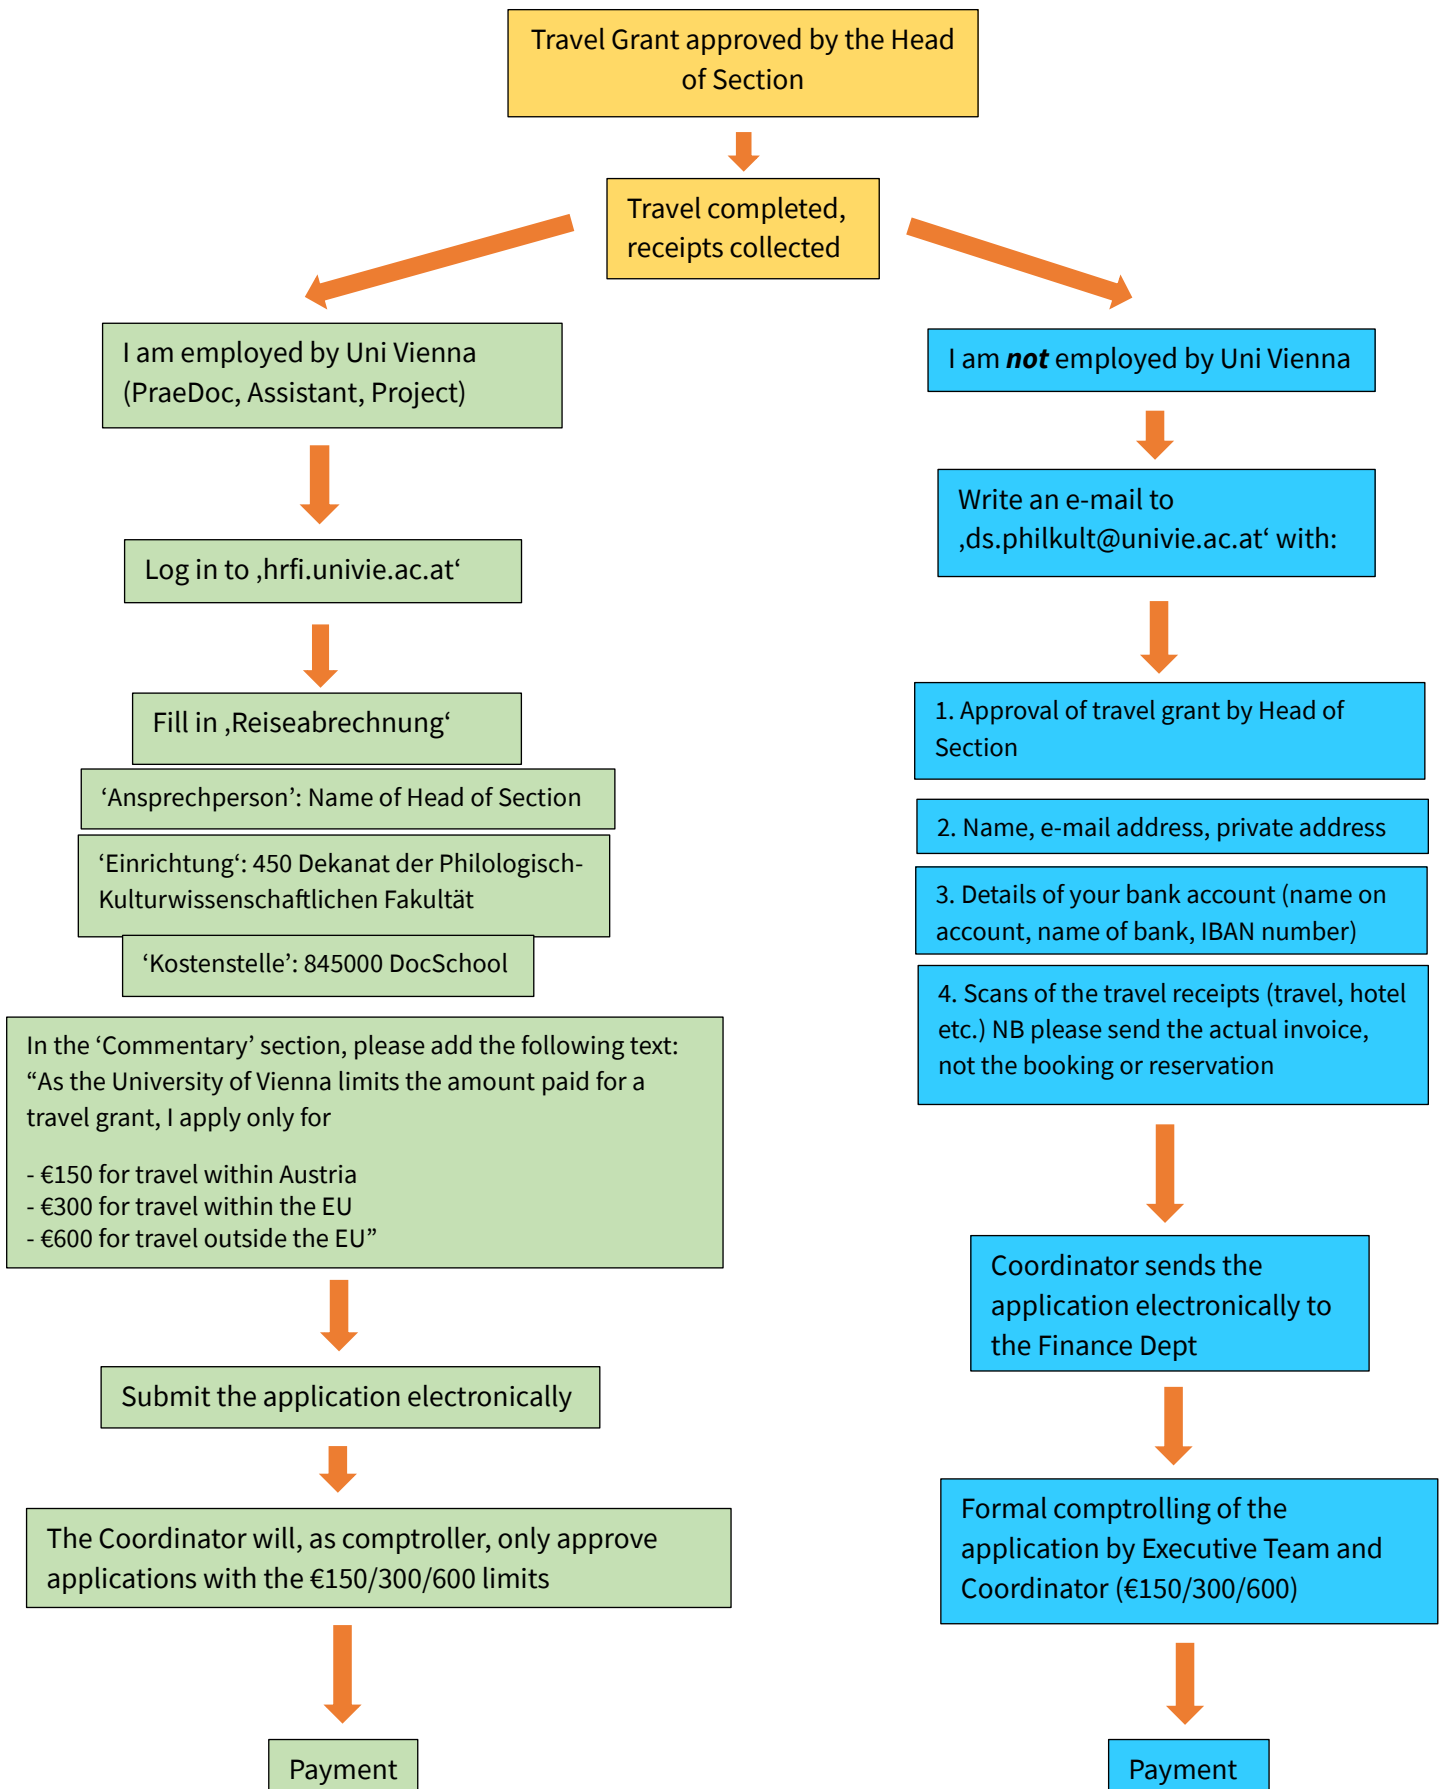 Travel Grant approved by the Head
of Section
Travel completed,
receipts collected
I am employed by Uni Vienna
(PraeDoc, Assistant, Project)
Log in to ‚hrfi.univie.ac.at‘
Fill in ‚Reiseabrechnung‘
‘Ansprechperson’: Name of Head of Section
‘Einrichtung‘: 450 Dekanat der Philologisch-
Kulturwissenschaftlichen Fakultät
‘Kostenstelle’: 845000 DocSchool
In the ‘Commentary’ section, please add the following text:
“As the University of Vienna limits the amount paid for a
travel grant, I apply only for
- €150 for travel within Austria
- €300 for travel within the EU
- €600 for travel outside the EU”
Submit the application electronically
The Coordinator will, as comptroller, only approve
applications with the €150/300/600 limits
Payment
I am not employed by Uni Vienna
Write an e-mail to
‚ds.philkult@univie.ac.at‘ with:
1. Approval of travel grant by Head of
Section
2. Name, e-mail address, private address
3. Details of your bank account (name on
account, name of bank, IBAN number)
4. Scans of the travel receipts (travel, hotel
etc.) NB please send the actual invoice,
not the booking or reservation
Coordinator sends the
application electronically to
the Finance Dept
Formal comptrolling of the
application by Executive Team and
Coordinator (€150/300/600)
Payment